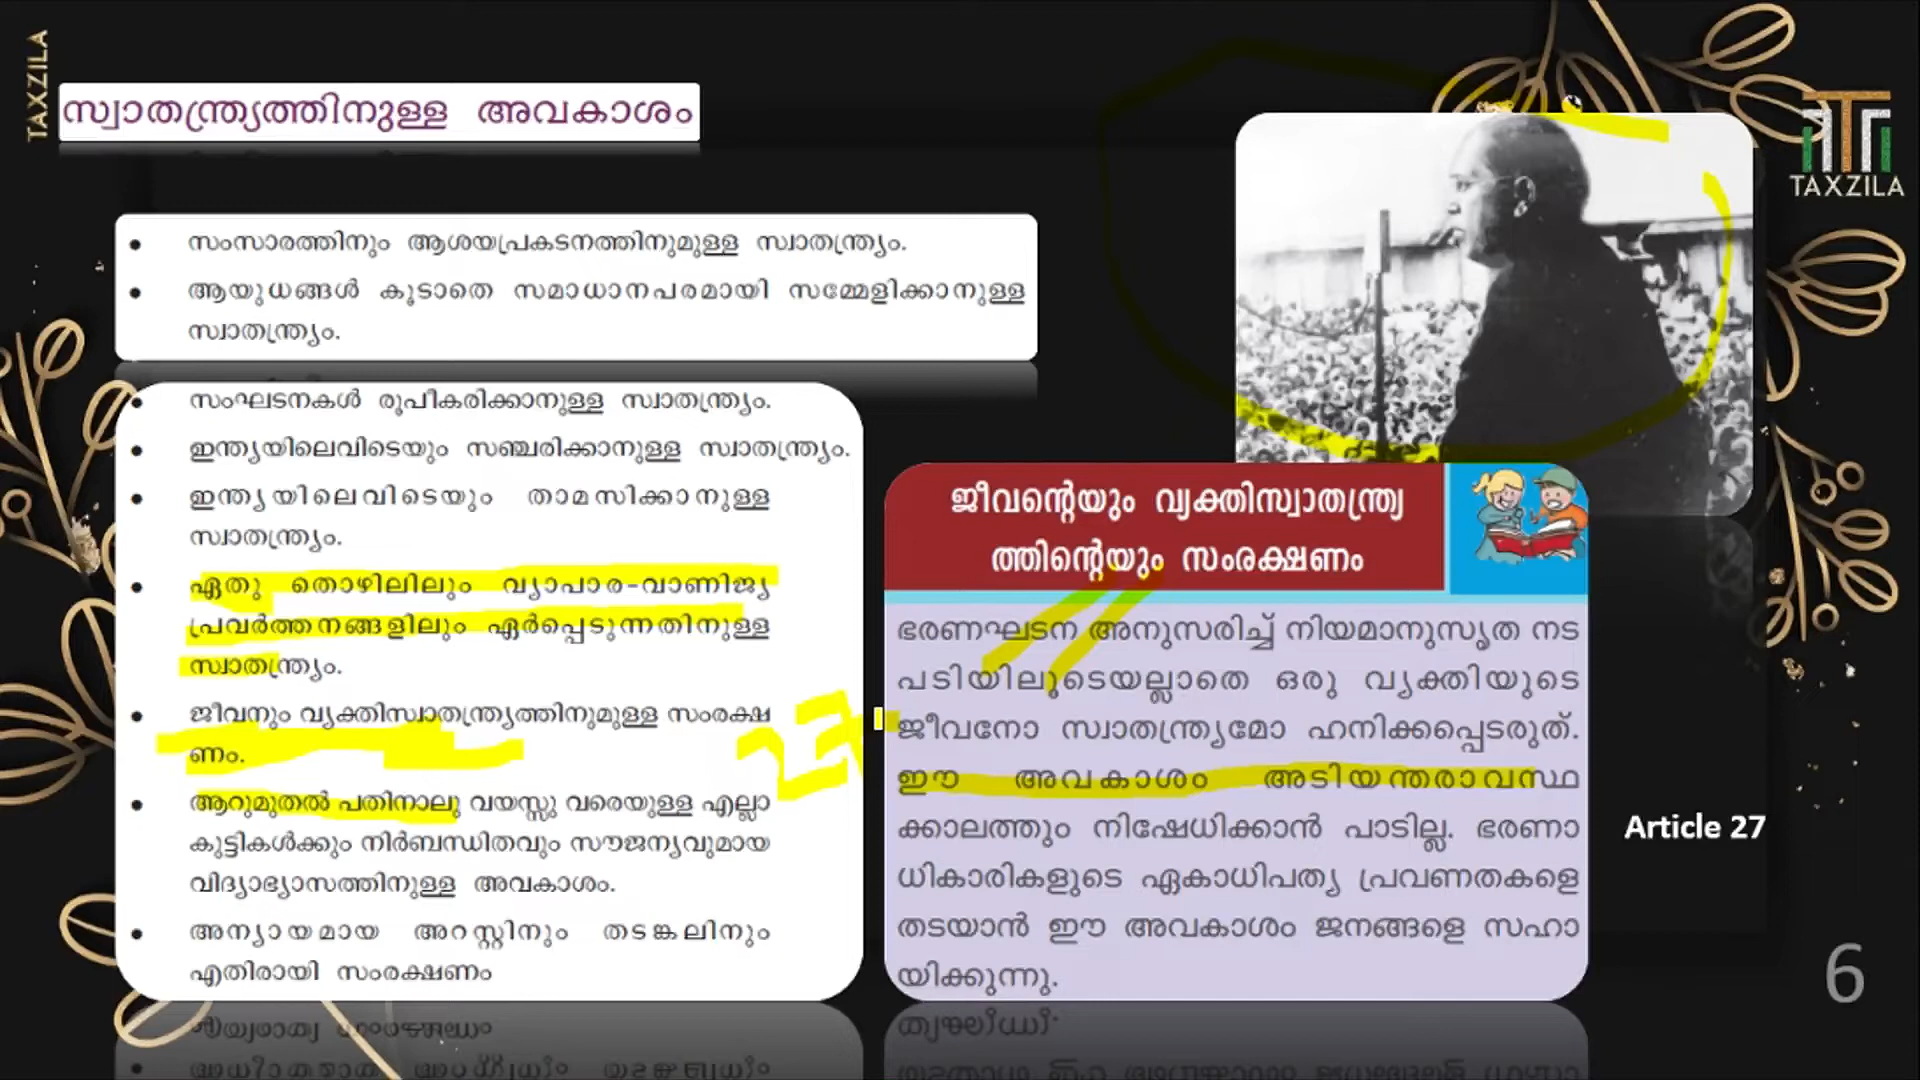 TAXZILA
സ്വാതന്ത്ര്യത്തിനുള്ള അവകാശം
TAXZILA
• സംസാരത്തിനും ആശയപ്രകടനത്തിനുമുള്ള സ്വാതന്ത്ര്യം.
• ആയുധങ്ങൾ കൂടാതെ സമാധാനപരമായി സമ്മേളിക്കാനുള്ള
സ്വാതന്ത്ര്യം.
• സംഘടനകൾ രൂപീകരിക്കാനുള്ള സ്വാതന്ത്ര്യം.
• ഇന്ത്യയിലെവിടെയും സഞ്ചരിക്കാനുള്ള സ്വാതന്ത്ര്യം.
• ഇന്ത്യയിലെവിടെയും താമസിക്കാനുള്ള
സ്വാതന്ത്ര്യം.
• ഏതു തൊഴിലിലും വ്യാപാര-വാണിജ്യ
പ്രവർത്തനങ്ങളിലും ഏർപ്പെടുന്നതിനുള്ള
സ്വാതന്ത്ര്യം.
• ജീവനും വ്യക്തിസ്വാതന്ത്ര്യത്തിനുമുള്ള സംരക്ഷ
ണം.
• ആറുമുതൽ പതിനാലു വയസ്സു വരെയുള്ള എല്ലാ
കുട്ടികൾക്കും നിർബന്ധിതവും സൗജന്യവുമായ
വിദ്യാഭ്യാസത്തിനുള്ള അവകാശം.
• അന്യായമായ അറസ്റ്റിനും തടങ്കലിനും
എതിരായി സംരക്ഷണം
ജീവന്റെയും വ്യക്തിസ്വാതന്ത്ര്യ
ത്തിന്റെയും സംരക്ഷണം
ഭരണഘടന അനുസരിച്ച് നിയമാനുസൃത നട
പടിയിലൂടെയല്ലാതെ ഒരു വ്യക്തിയുടെ
ജീവനോ സ്വാതന്ത്ര്യമോ ഹനിക്കപ്പെടരുത്.
ഈ അവകാശം അടിയന്തരാവസ്ഥ
ക്കാലത്തും നിഷേധിക്കാൻ പാടില്ല. ഭരണാ
ധികാരികളുടെ ഏകാധിപത്യ പ്രവണതകളെ
തടയാൻ ഈ അവകാശം ജനങ്ങളെ സഹാ
യിക്കുന്നു.
Article 27
6